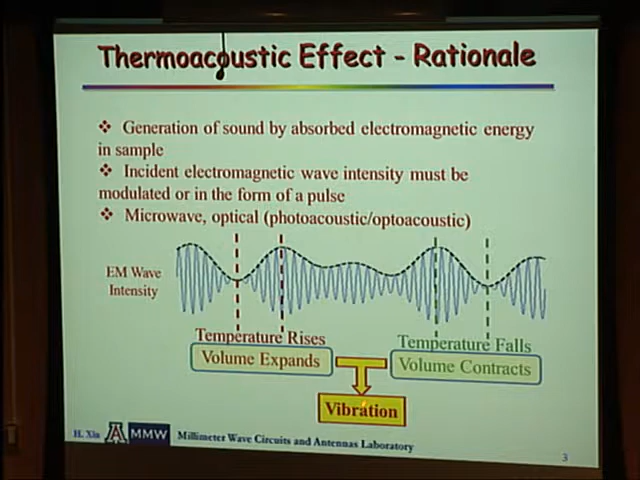 Thermoacoustic Effect - Rationale
❖ Generation of sound by absorbed electromagnetic energy
in sample
❖ Incident electromagnetic wave intensity must be
modulated or in the form of a pulse
❖ Microwave, optical (photoacoustic/optoacoustic)
EM Wave
Intensity
Temperature Rises
Volume Expands
Temperature Falls
Volume Contracts
Vibration
H. Xin
A
MMW
Millimeter Wave Circuits and Antennas Laboratory
3